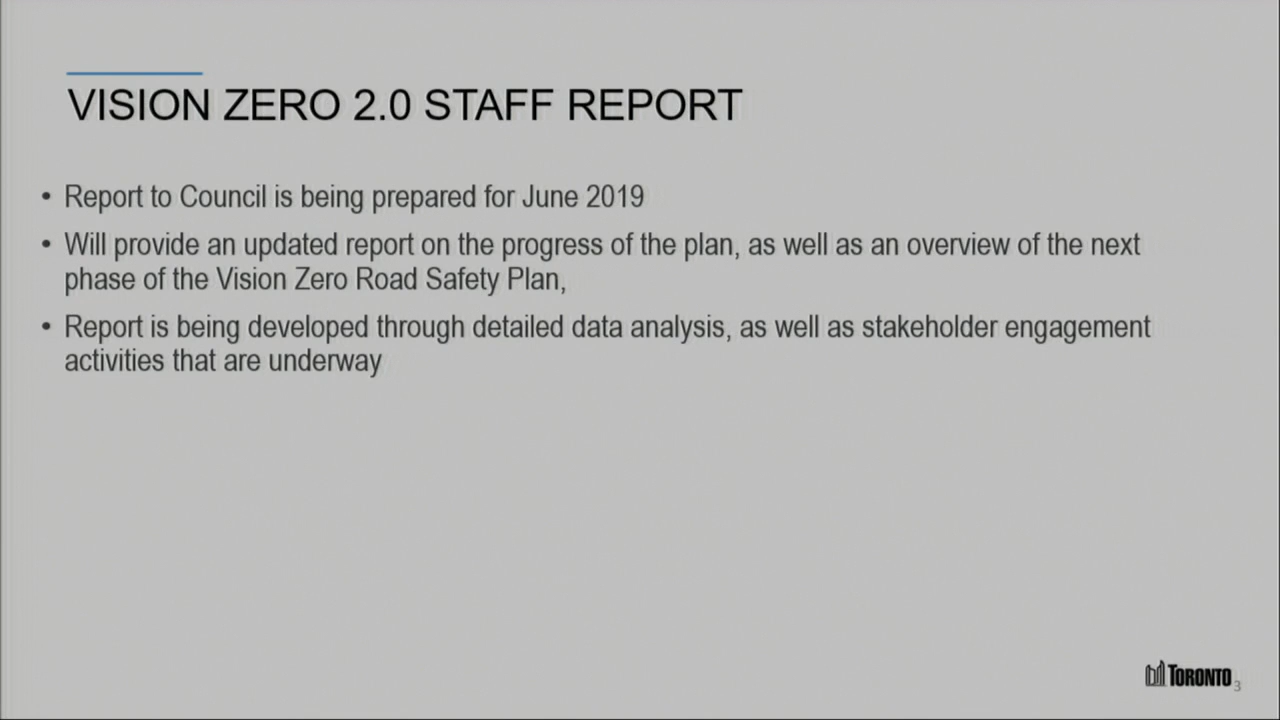 VISION ZERO 2.0 STAFF REPORT
• Report to Council is being prepared for June 2019
• Will provide an updated report on the progress of the plan, as well as an overview of the next
phase of the Vision Zero Road Safety Plan,
• Report is being developed through detailed data analysis, as well as stakeholder engagement
activities that are underway
TORONTO 3